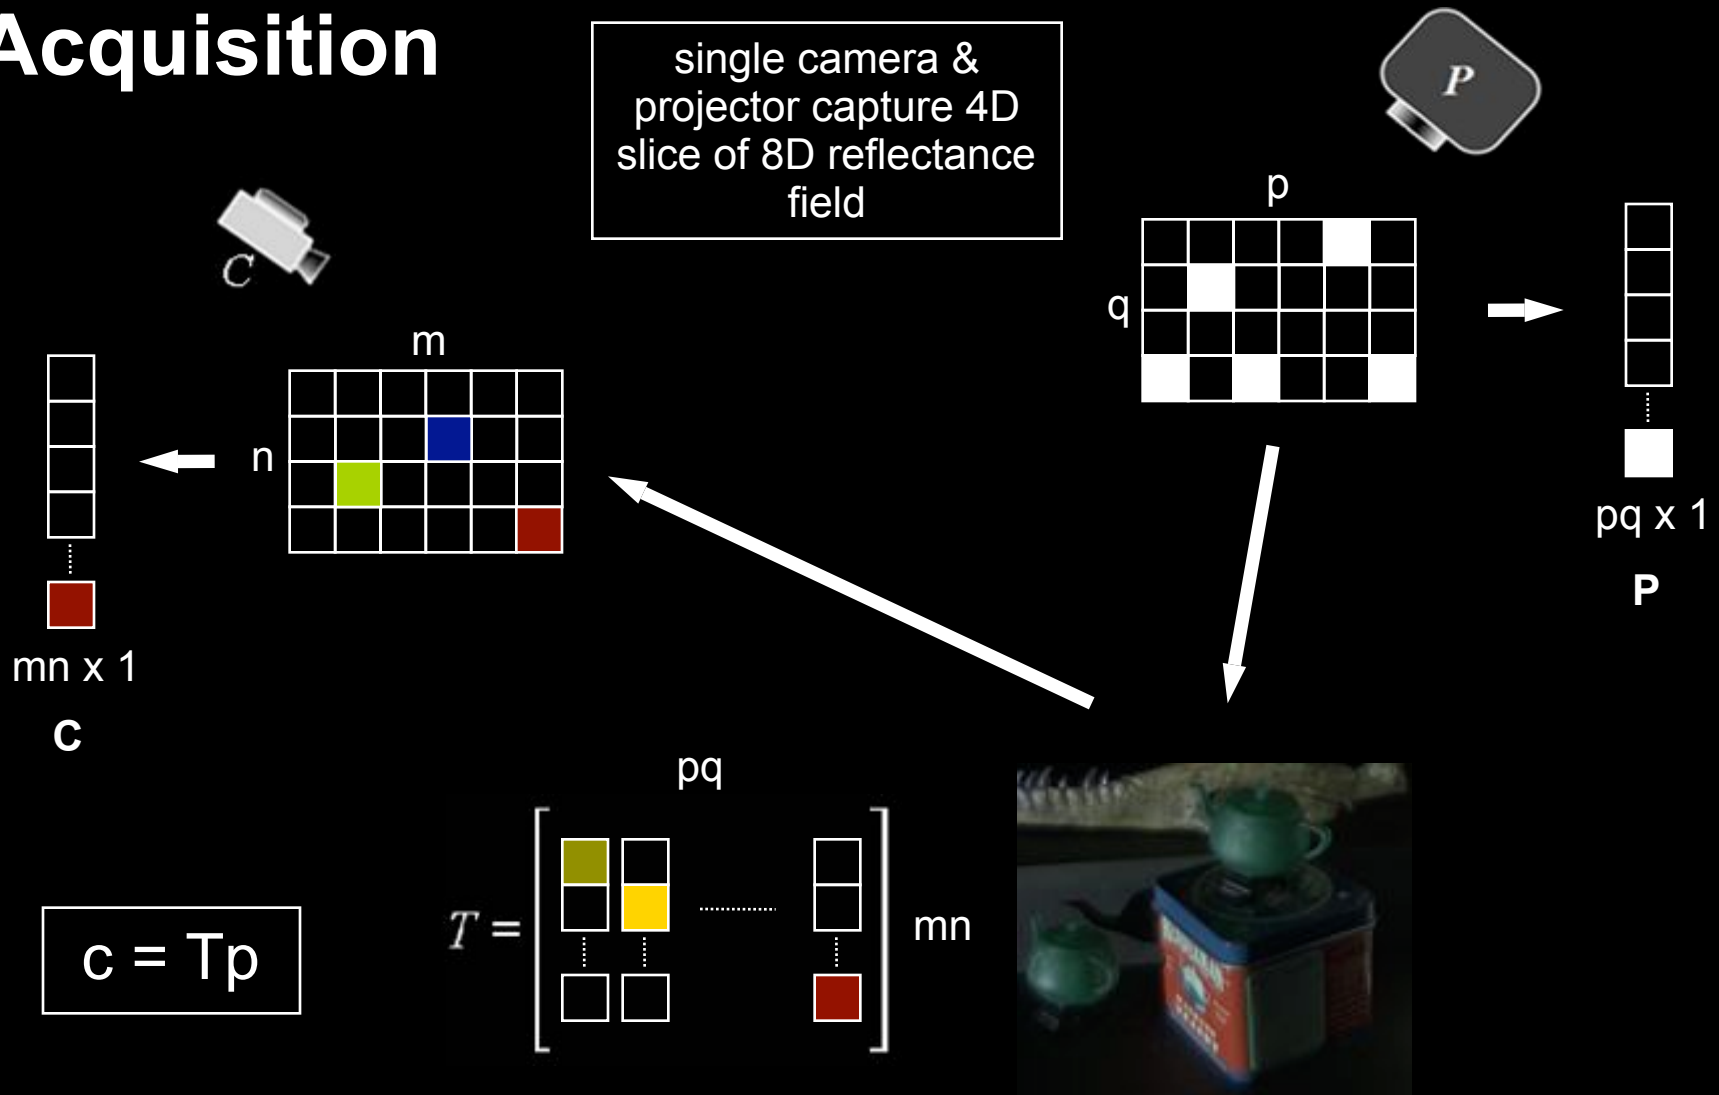 Acquisition
single camera &
projector capture 4D
slice of 8D reflectance
field
P
C
p
q
m
n
pq x 1
P
mn x 1
c
pq
T =
mn
c = Tp